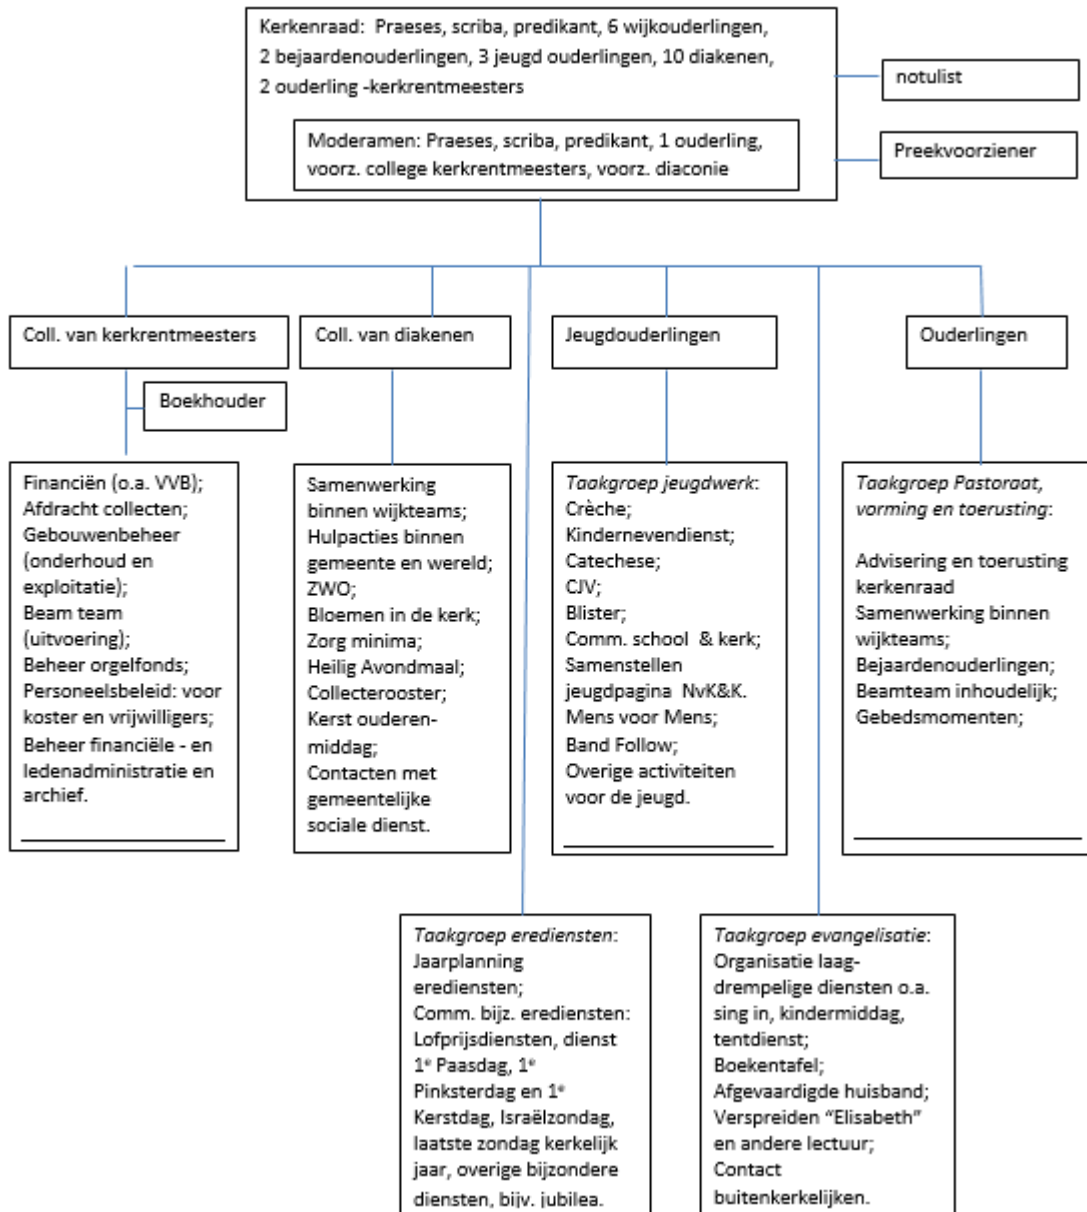 Kerkenraad: Praeses, scriba, predikant, 6 wijkouderlingen,
2 bejaardenouderlingen, 3 jeugd ouderlingen, 10 diakenen,
2 ouderling -kerkrentmeesters
Moderamen: Praeses, scriba, predikant, 1 ouderling,
voorz. college kerkrentmeesters, voorz. diaconie
notulist
Preekvoorziener
Coll. van kerkrentmeesters
Boekhouder
Coll. van diakenen
Jeugdouderlingen
Ouderlingen
Financiën (o.a. VVB);
Afdracht collecten;
Gebouwenbeheer
(onderhoud en
exploitatie);
Beam team
(uitvoering);
Beheer orgelfonds;
Personeelsbeleid: voor
koster en vrijwilligers;
Beheer financiële - en
ledenadministratie en
archief.
Samenwerking
binnen wijkteams;
Hulpacties binnen
gemeente en wereld;
ZWO;
Bloemen in de kerk;
Zorg minima;
Heilig Avondmaal;
Collecterooster;
Kerst ouderen-
middag;
Contacten met
gemeentelijke
sociale dienst.
Taakgroep jeugdwerk:
Crèche;
Kindernevendienst;
Catechese;
CJV;
Blister;
Comm. school & kerk;
Samenstellen
jeugdpagina NvK&K.
Mens voor Mens;
Band Follow;
Overige activiteiten
voor de jeugd.
Taakgroep Pastoraat,
vorming en toerusting:
Advisering en toerusting
kerkenraad
Samenwerking binnen
wijkteams;
Bejaardenouderlingen;
Beamteam inhoudelijk;
Gebedsmomenten;
Taakgroep erediensten:
Jaarplanning
erediensten;
Comm. bijz. erediensten:
Lofprijsdiensten, dienst
1e Paasdag, 1e
Pinksterdag en 1e
Kerstdag, Israëlzondag,
laatste zondag kerkelijk
jaar, overige bijzondere
diensten, bijv. jubilea.
Taakgroep evangelisatie:
Organisatie laag-
drempelige diensten o.a.
sing in, kindermiddag,
tentdienst;
Boekentafel;
Afgevaardigde huisband;
Verspreiden “Elisabeth”
en andere lectuur;
Contact
buitenkerkelijken.